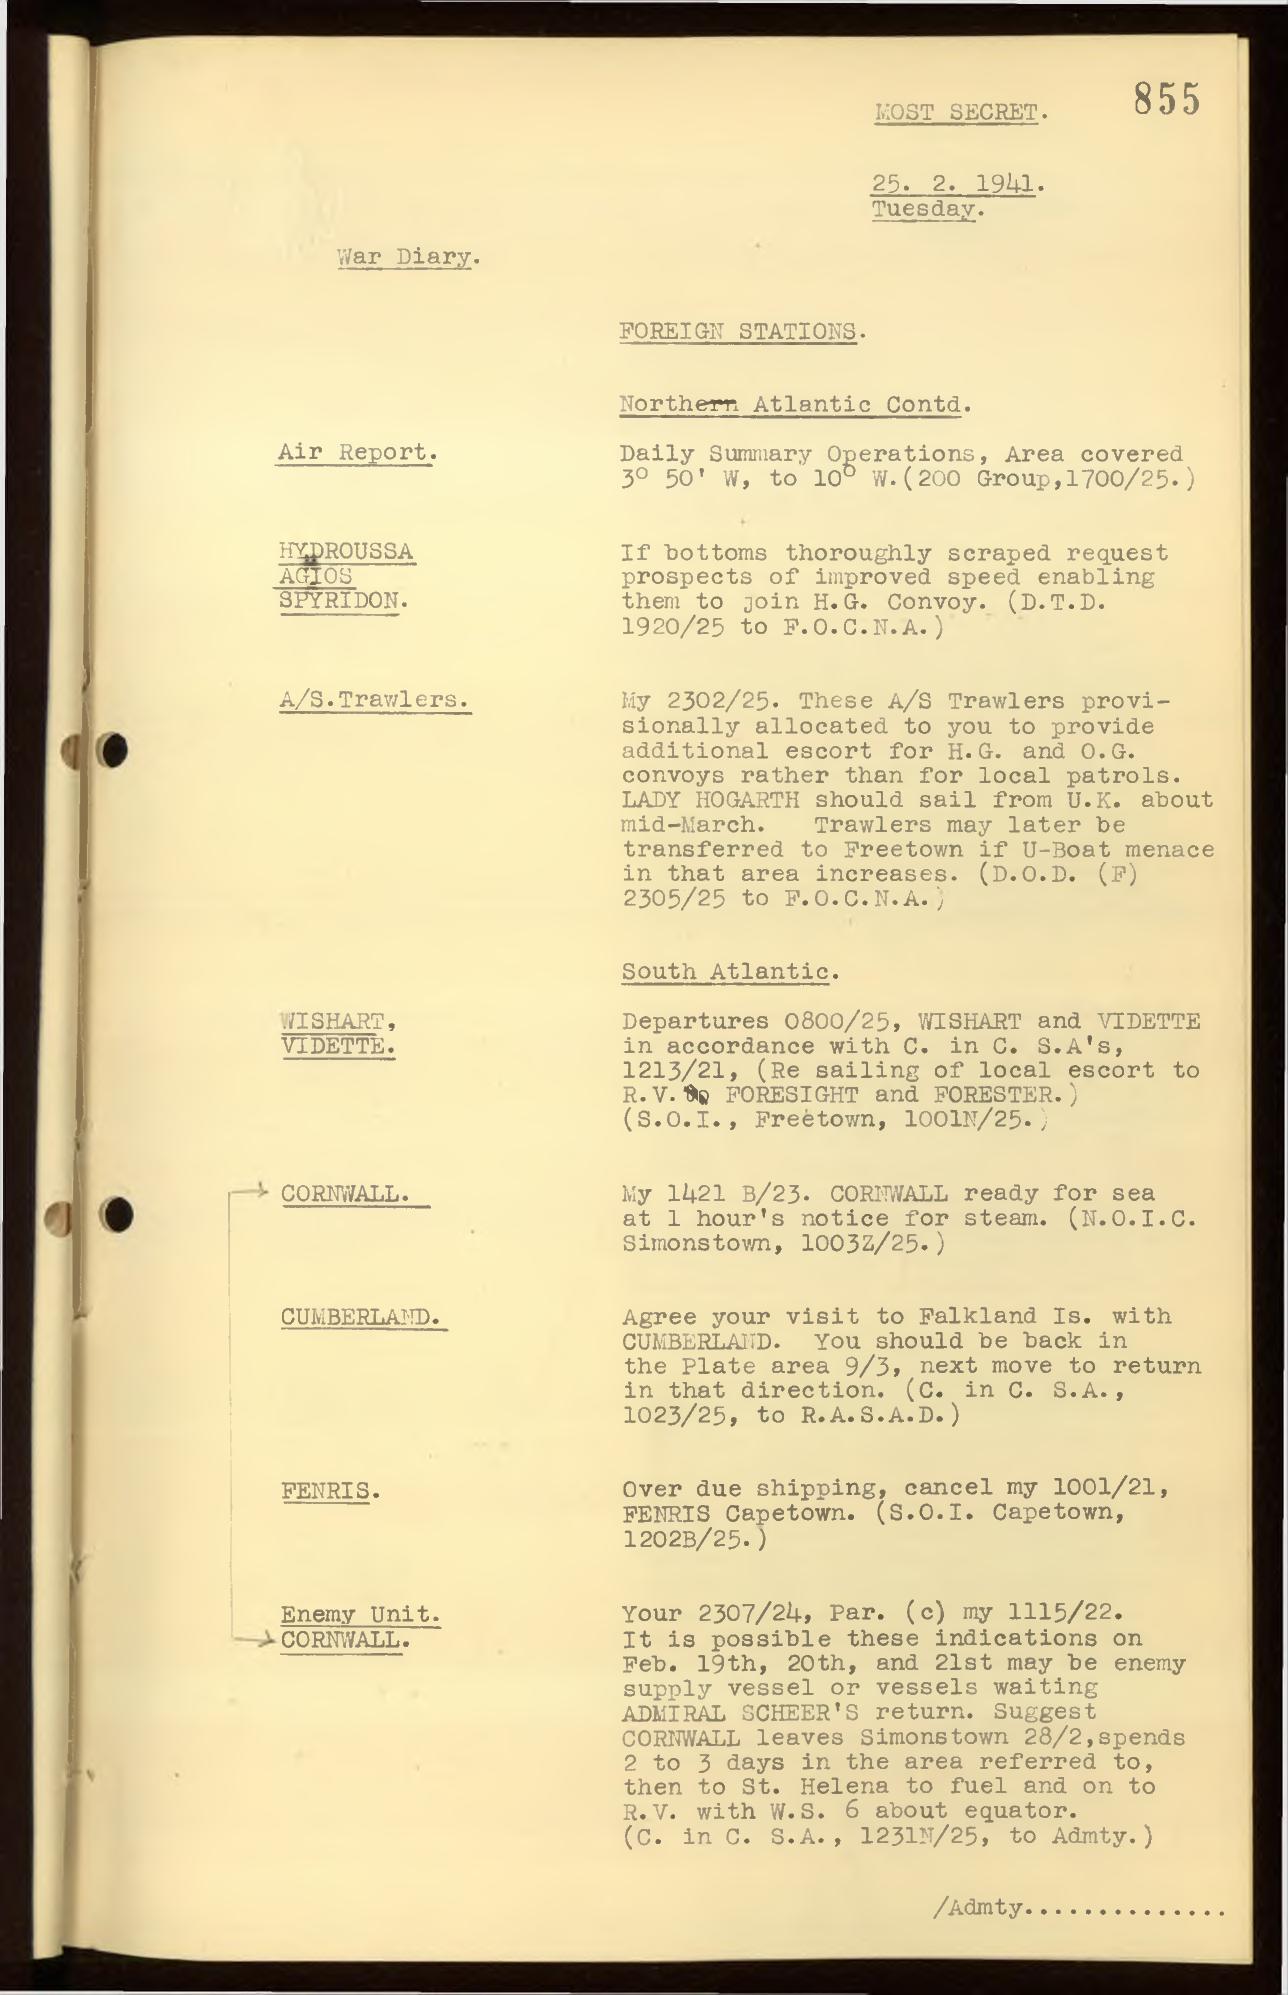 855
MOST SECRET.
25. 2. 1941.
Tuesday.
War Diary.
FOREIGN STATIONS.
Northern Atlantic Contd.
Air Report.
Daily Summary Operations, Area covered
3° 50' W, to 10° W.(200 Group,1700/25.)
HYDROUSSA
AGIOS
SPYRIDON.
If bottoms thoroughly scraped request
prospects of improved speed enabling
them to join H.G. Convoy. (D.T.D.
1920/25 to F.O.C.N.A.)
A/S.Trawlers.
My 2302/25. These A/S Trawlers provi-
sionally allocated to you to provide
additional escort for H.G. and O.G.
convoys rather than for local patrols.
LADY HOGARTH should sail from U.K. about
mid-March. Trawlers may later be
transferred to Freetown if U-Boat menace
in that area increases. (D.O.D. (F)
2305/25 to F.O.C.N.A.)
South Atlantic.
WISHART,
VIDETTE.
Departures 0800/25, WISHART and VIDETTE
in accordance with C. in C. S.A's,
1213/21, (Re sailing of local escort to
R.V. FORESIGHT and FORESTER.)
(S.O.I., Freetown, 1001N/25.)
CORNWALL.
My 1421 B/23. CORNWALL ready for sea
at 1 hour's notice for steam. (N.O.I.C.
Simonstown, 1003Z/25.)
CUMBERLAND.
Agree your visit to Falkland Is. with
CUMBERLAND. You should be back in
the Plate area 9/3, next move to return
in that direction. (C. in C. S.A.,
1023/25, to R.A.S.A.D.)
FENRIS.
Over due shipping, cancel my 1001/21,
FENRIS Capetown. (S.O.I. Capetown,
1202B/25.)
Enemy Unit.
CORNWALL.
Your 2307/24, Par. (c) my 1115/22.
It is possible these indications on
Feb. 19th, 20th, and 21st may be enemy
supply vessel or vessels waiting
ADMIRAL SCHEER'S return. Suggest
CORNWALL leaves Simonstown 28/2,spends
2 to 3 days in the area referred to,
then to St. Helena to fuel and on to
R.V. with W.S. 6 about equator.
(C. in C. S.A., 1231N/25, to Admty.)
/Admty..............